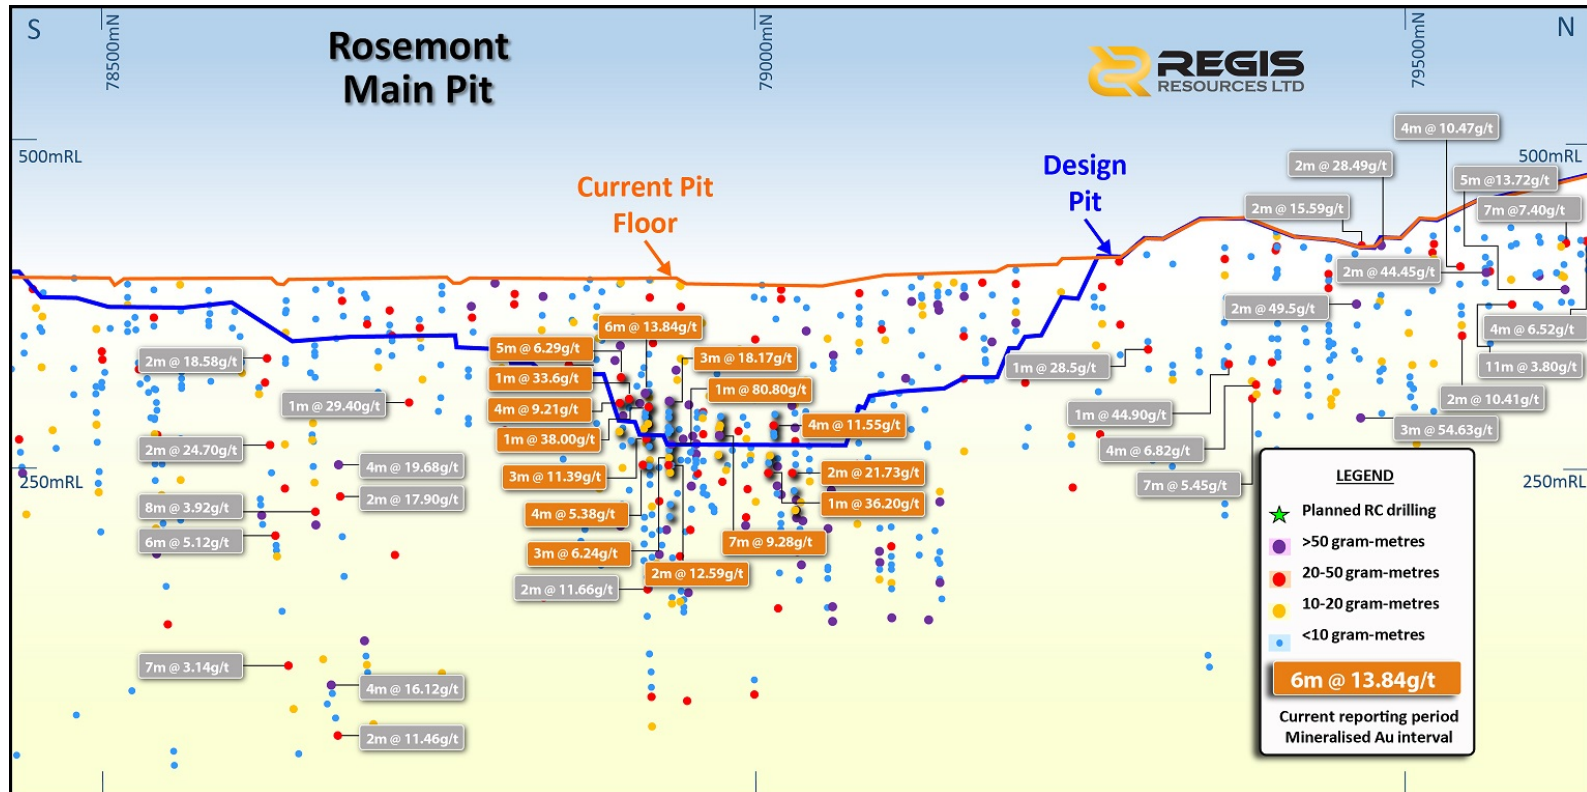 S
78500mN
Rosemont
Main Pit
79000mN
REGIS
RESOURCES LTD
79500mN
N
500mRL
500mRL
Current Pit
Floor
Design
Pit
4m @ 10.47g/t
2m @ 28.49g/t
5m @13.72g/t
2m @ 15.59g/t
7m @7.40g/t
2m @ 44.45g/t
2m @ 49.5g/t
4m @ 6.52g/t
6m @ 13.84g/t
5m @ 6.29g/t
3m @ 18.17g/t
2m @ 18.58g/t
1m @ 28.5g/t
11m @ 3.80g/t
1m @ 33.6g/t
1m @ 80.80g/t
1m @ 29.40g/t
4m @ 9.21g/t
2m @ 10.41g/t
1m @ 44.90g/t
4m @ 11.55g/t
3m @ 54.63g/t
1m @ 38.00g/t
2m @ 24.70g/t
4m @ 6.82g/t
4m @ 19.68g/t
3m @ 11.39g/t
2m @ 21.73g/t
250mRL
250mRL
7m @ 5.45g/t
2m @ 17.90g/t
1m @ 36.20g/t
8m @ 3.92g/t
4m @ 5.38g/t
6m @ 5.12g/t
7m @ 9.28g/t
3m @ 6.24g/t
2m @ 12.59g/t
2m @ 11.66g/t
7m @ 3.14g/t
4m @ 16.12g/t
2m @ 11.46g/t
LEGEND
Planned RC drilling
>50 gram-metres
20-50 gram-metres
10-20 gram-metres
<10 gram-metres
6m @ 13.84g/t
Current reporting period
Mineralised Au interval